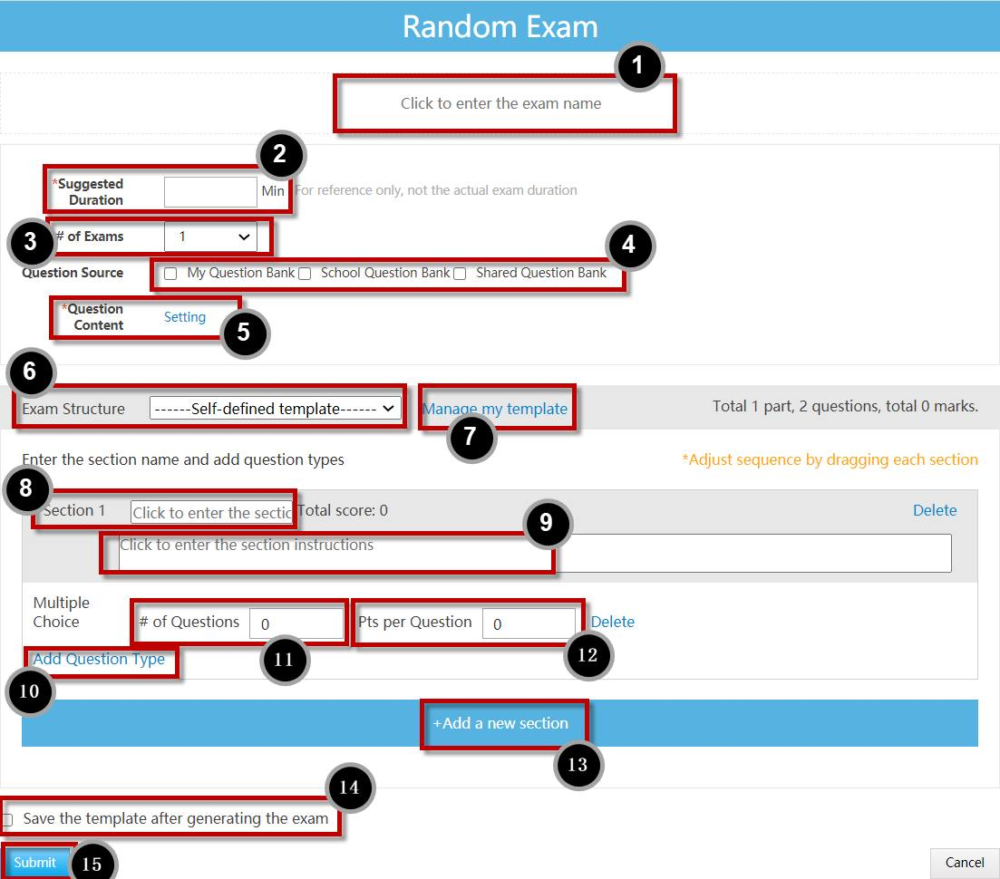 Random Exam
1
Click to enter the exam name
2
*Suggested
Duration
Min
For reference only, not the actual exam duration
3
# of Exams
1
4
Question Source
My Question Bank
School Question Bank
Shared Question Bank
*Question
Content
Setting
5
6
Exam Structure
------Self-defined template------
Manage my template
Total 1 part, 2 questions, total 0 marks.
7
Enter the section name and add question types
*Adjust sequence by dragging each section
8
Section 1
Click to enter the sectic
Total score: 0
Delete
9
Click to enter the section instructions
Multiple
Choice
# of Questions
0
Pts per Question
0
Delete
Add Question Type
11
12
10
+Add a new section
13
14
Save the template after generating the exam
Submit
15
Cancel